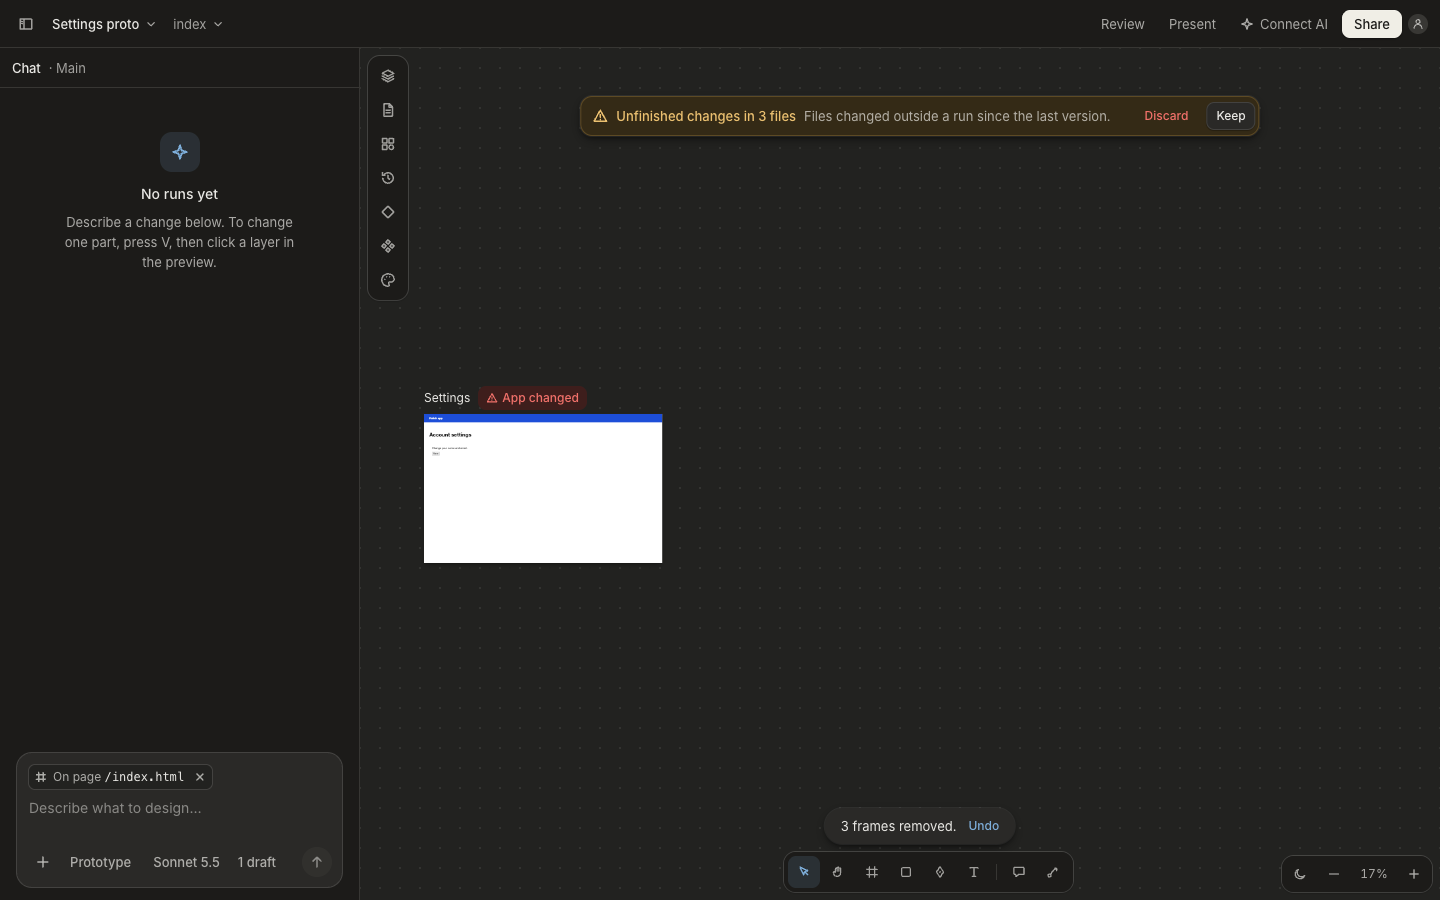 Settings proto
index
Review
Present
Connect AI
Share
Chat · Main
Unfinished changes in 3 files Files changed outside a run since the last version.
Discard
Keep
No runs yet
Describe a change below. To change
one part, press V, then click a layer in
the preview.
Settings
App changed
Account settings
On page /index.html
Describe what to design...
Prototype
Sonnet 5.5
1 draft
3 frames removed. Undo
17%